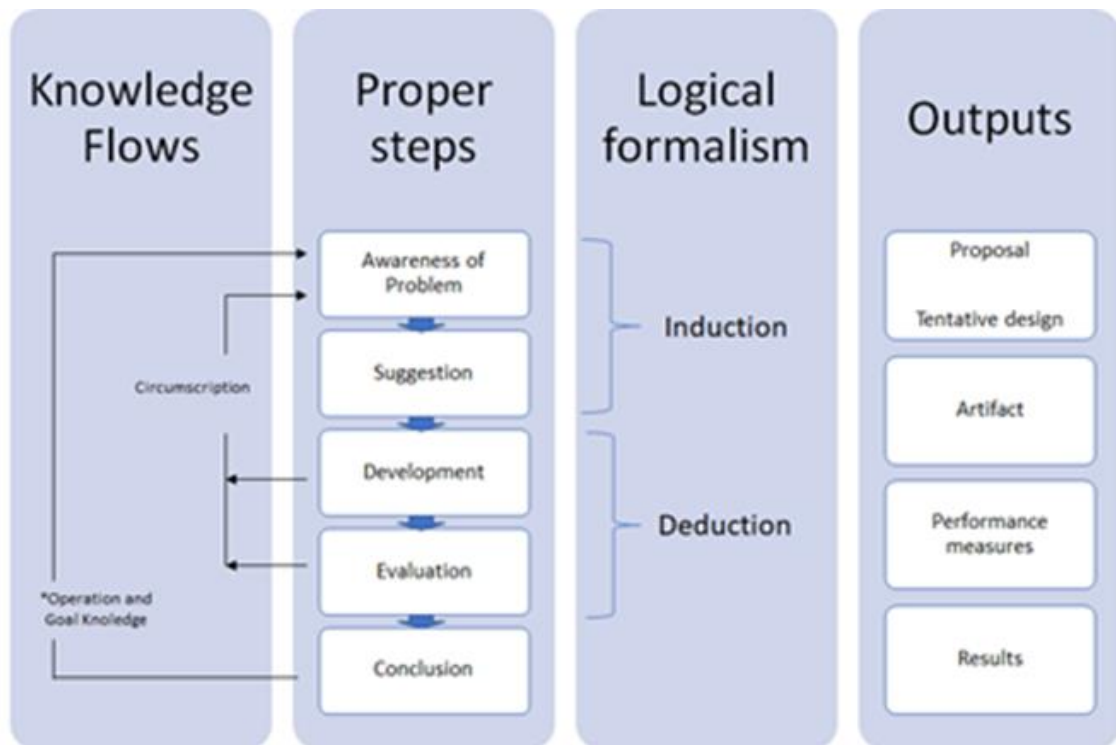 Knowledge
Flows
Circumscription
*Operation and
Goal Knoledge
Proper
steps
Awareness of
Problem
Suggestion
Development
Evaluation
Conclusion
Logical
formalism
Induction
Deduction
Outputs
Proposal
Tentative design
Artifact
Performance
measures
Results